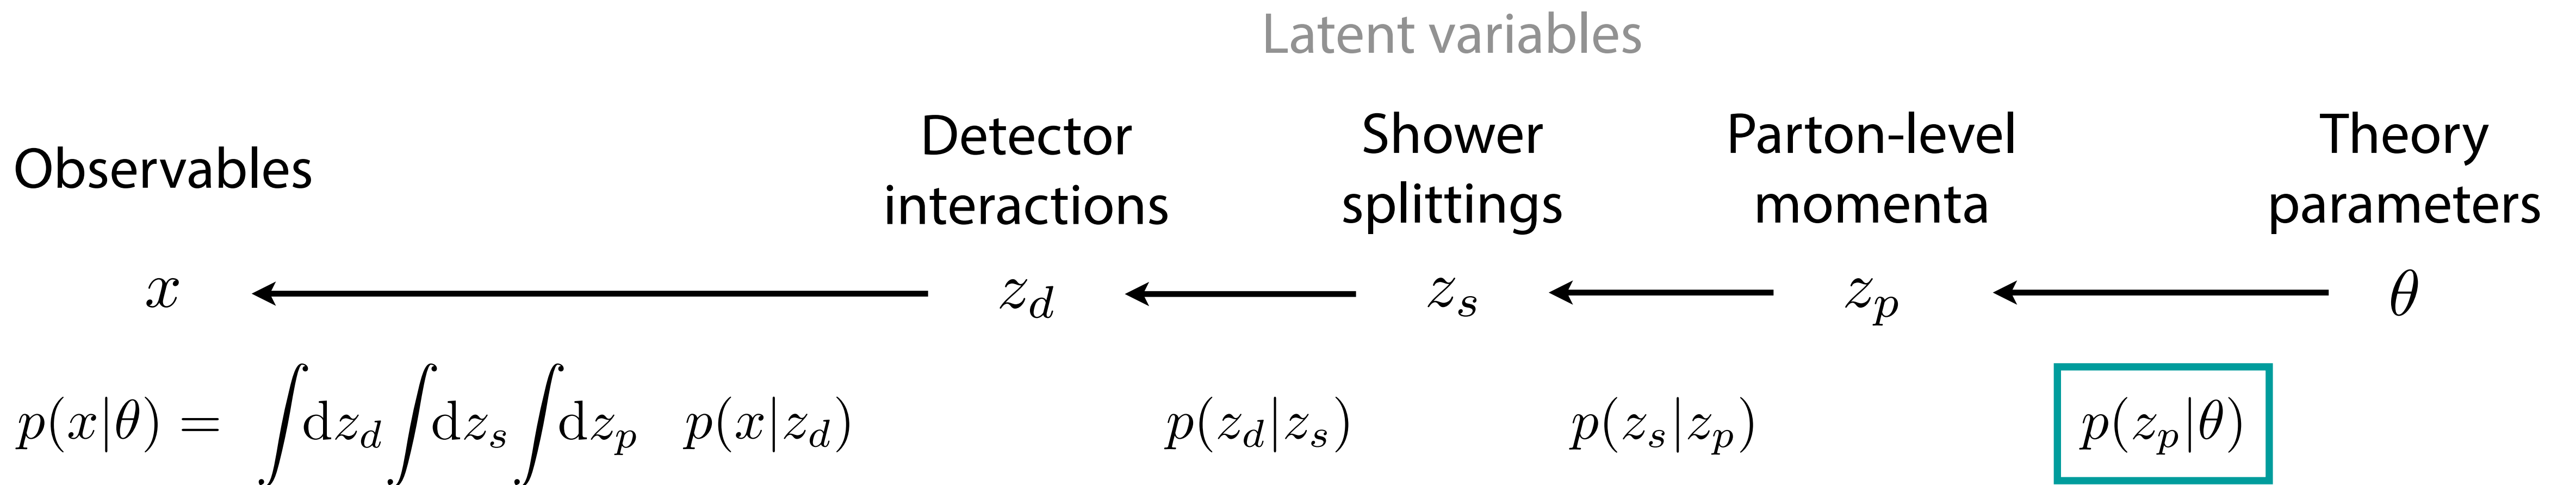 Latent variables
Observables
Detector
interactions
Shower
splittings
Parton-level
momenta
Theory
parameters
x
z_d
z_s
z_p
θ
p(x|θ) = ∫dz_d ∫dz_s ∫dz_p p(x|z_d) p(z_d|z_s) p(z_s|z_p) p(z_p|θ)